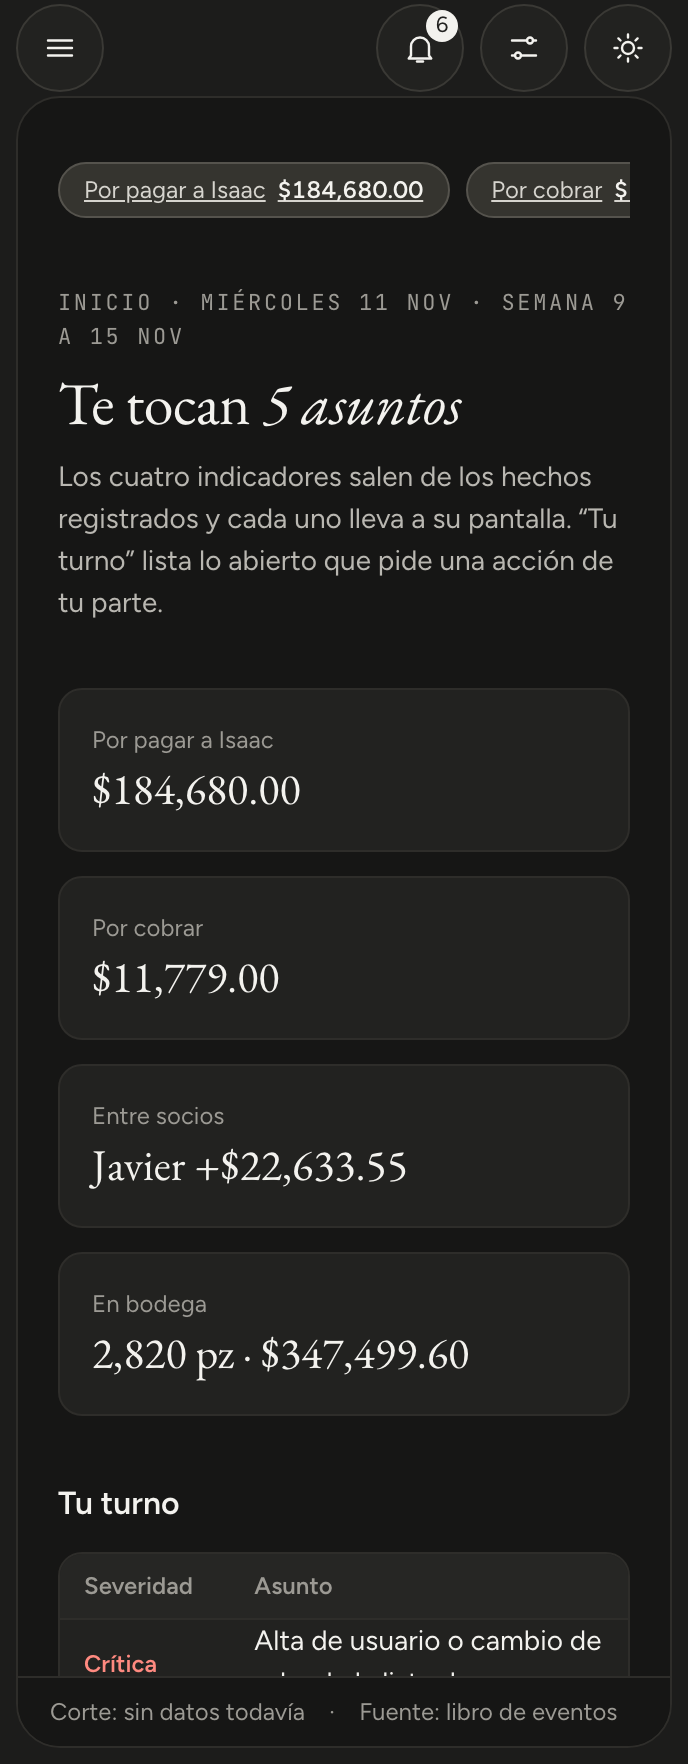 6
Por pagar a Isaac $184,680.00
Por cobrar $
INICIO · MIÉRCOLES 11 NOV · SEMANA 9
A 15 NOV
Te tocan 5 asuntos
Los cuatro indicadores salen de los hechos
registrados y cada uno lleva a su pantalla. “Tu
turno” lista lo abierto que pide una acción de
tu parte.
Por pagar a Isaac
$184,680.00
Por cobrar
$11,779.00
Entre socios
Javier +$22,633.55
En bodega
2,820 pz · $347,499.60
Tu turno
Severidad Asunto
Alta de usuario o cambio de
Crítica
Corte: sin datos todavía · Fuente: libro de eventos